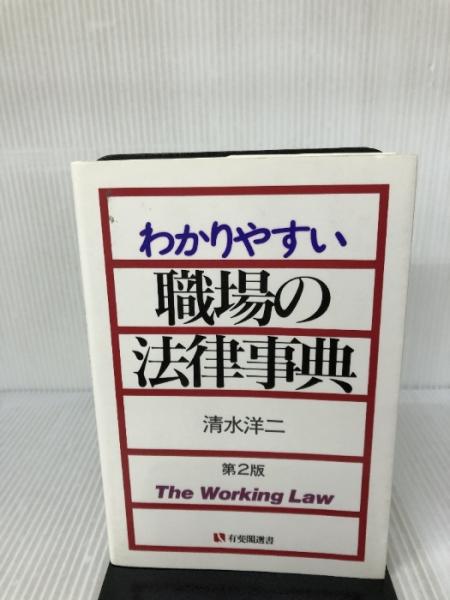 わかりやすい
職場の
法律事典
清水洋二
第2版
The Working Law
有斐閣選書